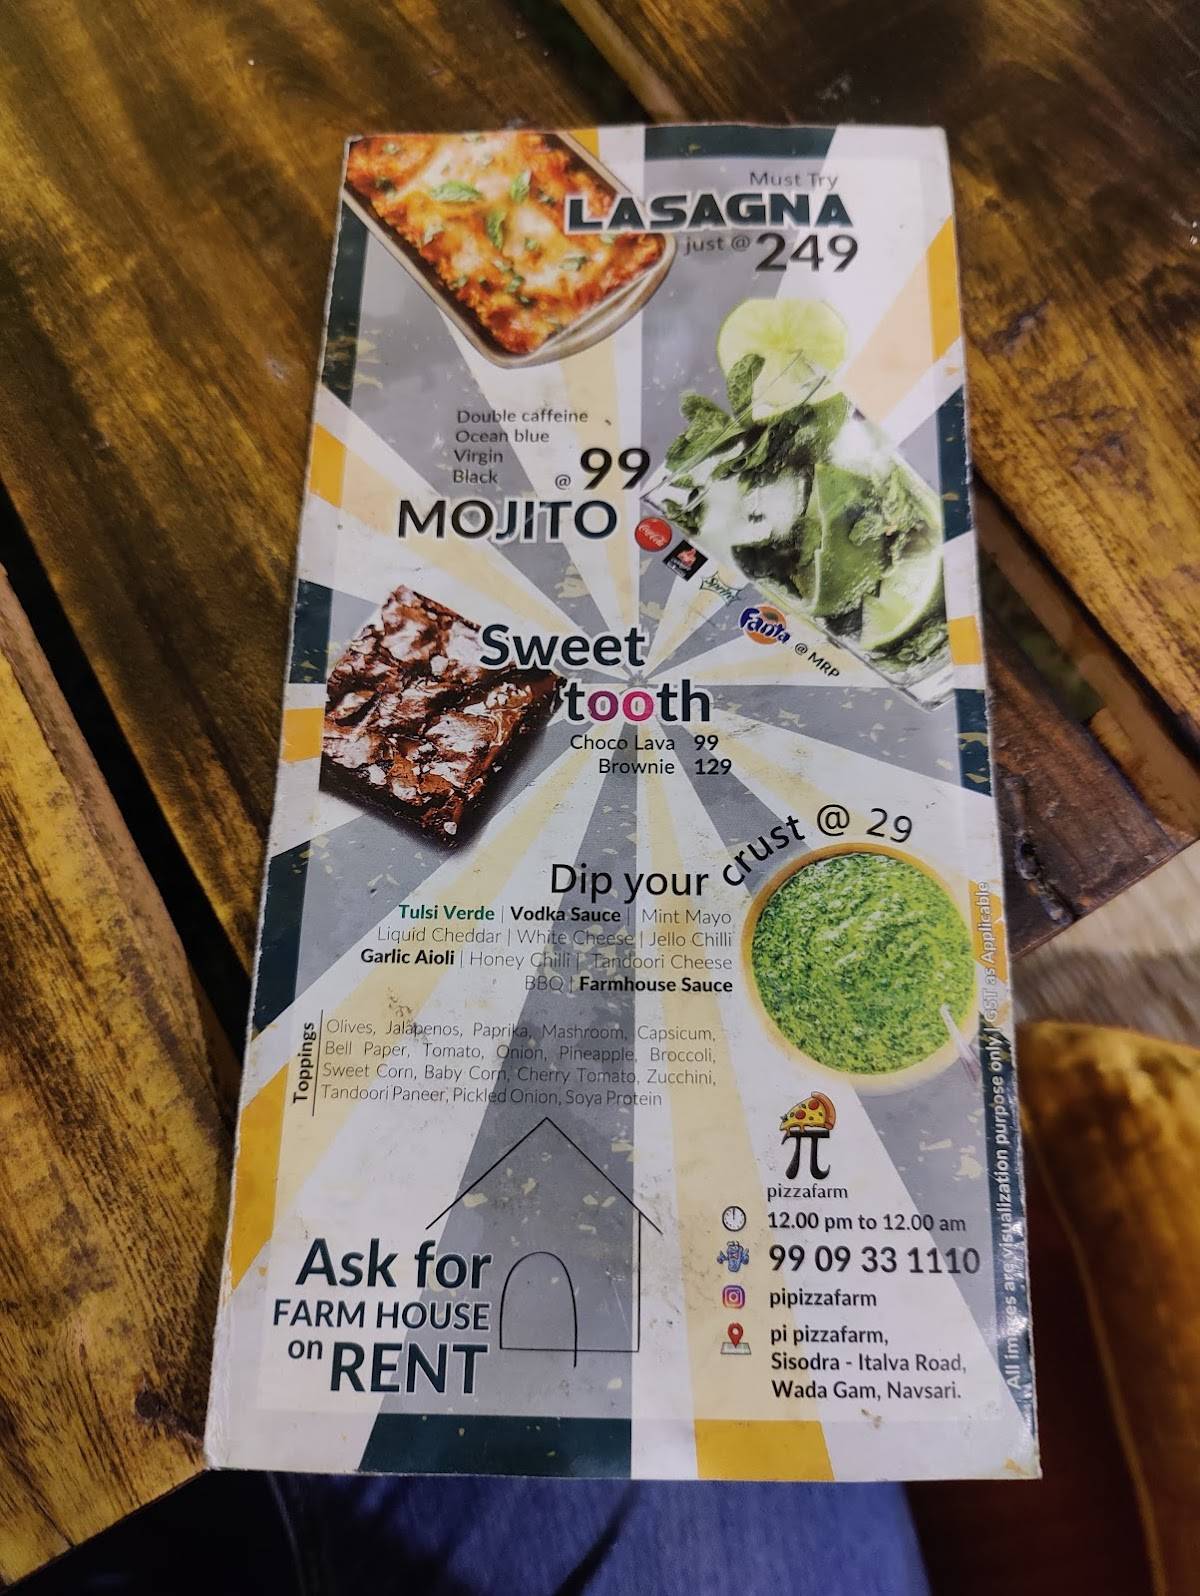 Must Try
LASAGNA
just @ 249
Double caffeine
Ocean blue
Virgin
Black
@ 99
MOJITO
Coca-Cola
Sprite
Fanta @ MRP
Sweet
tooth
Choco Lava 99
Brownie 129
Dip your crust @ 29
Tulsi Verde | Vodka Sauce | Mint Mayo
Liquid Cheddar | White Cheese | Jello Chilli
Garlic Aioli | Honey Chilli | Tandoori Cheese
BBQ | Farmhouse Sauce
Toppings
Olives, Jalapenos, Paprika, Mashroom, Capsicum,
Bell Paper, Tomato, Onion, Pineapple, Broccoli,
Sweet Corn, Baby Corn, Cherry Tomato, Zucchini,
Tandoori Paneer, Pickled Onion, Soya Protein
π
pizzafarm
12.00 pm to 12.00 am
99 09 33 1110
pipizzafarm
pi pizzafarm,
Sisodra - Italva Road,
Wada Gam, Navsari.
Ask for
FARM HOUSE
on RENT
All images are visualization purpose only | GST as Applicable